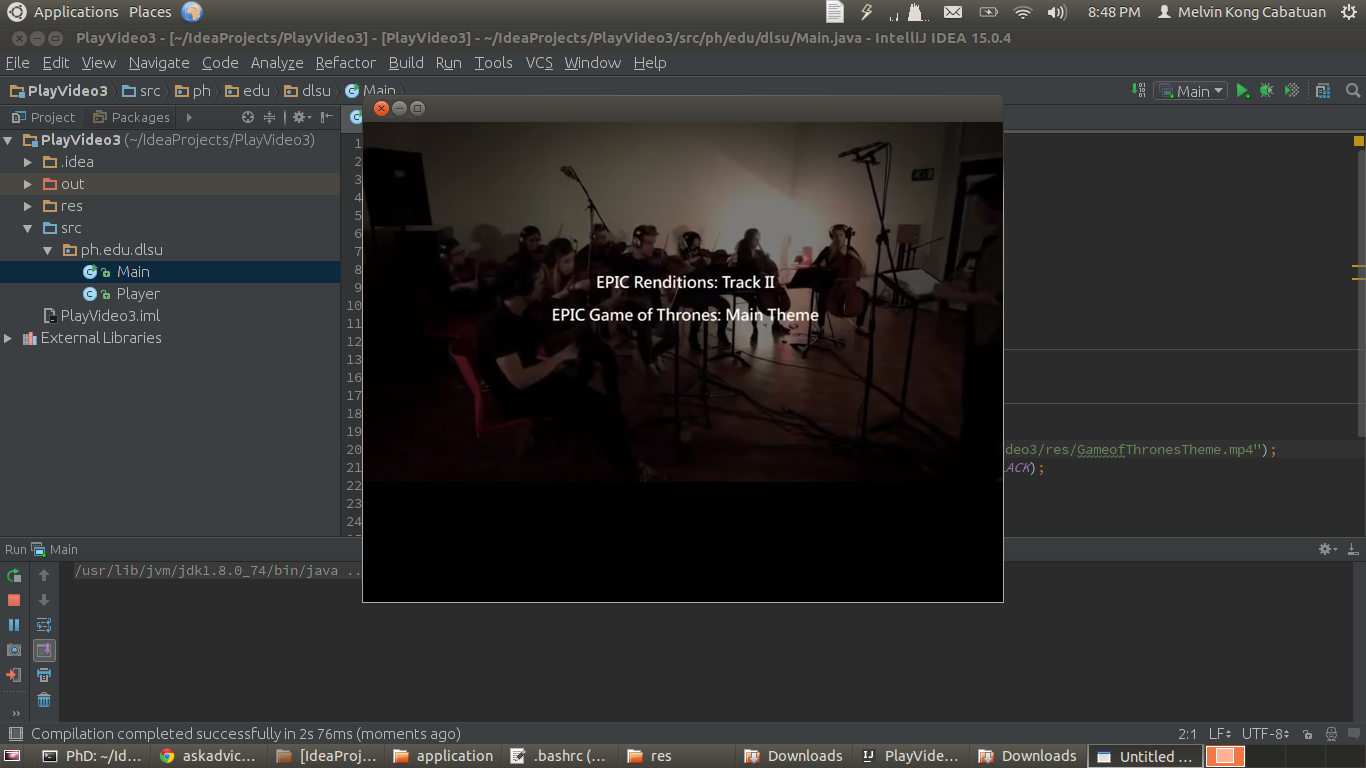 Applications Places 8:48 PM Melvin Kong Cabatuan
PlayVideo3 - [~/IdeaProjects/PlayVideo3] - [PlayVideo3] - ~/IdeaProjects/PlayVideo3/src/ph/edu/dlsu/Main.java - IntelliJ IDEA 15.0.4
File Edit View Navigate Code Analyze Refactor Build Run Tools VCS Window Help
PlayVideo3 src ph edu dlsu Main Main
Project Packages
PlayVideo3 (~/IdeaProjects/PlayVideo3)
.idea
out
res
src
ph.edu.dlsu
Main
Player
PlayVideo3.iml
External Libraries
1
2
3
4
5
6
7
8
9
10
11
12
13
16
17
18
19
20
21
22
23
24
EPIC Renditions: Track II
EPIC Game of Thrones: Main Theme
deo3/res/GameofThronesTheme.mp4");
ACK);
Run Main
/usr/lib/jvm/jdk1.8.0_74/bin/java ..
Compilation completed successfully in 2s 76ms (moments ago) 2:1 LF UTF-8
PhD: ~/Id... askadvic... [IdeaProj... application .bashrc (... res Downloads PlayVide... Downloads Untitled ...